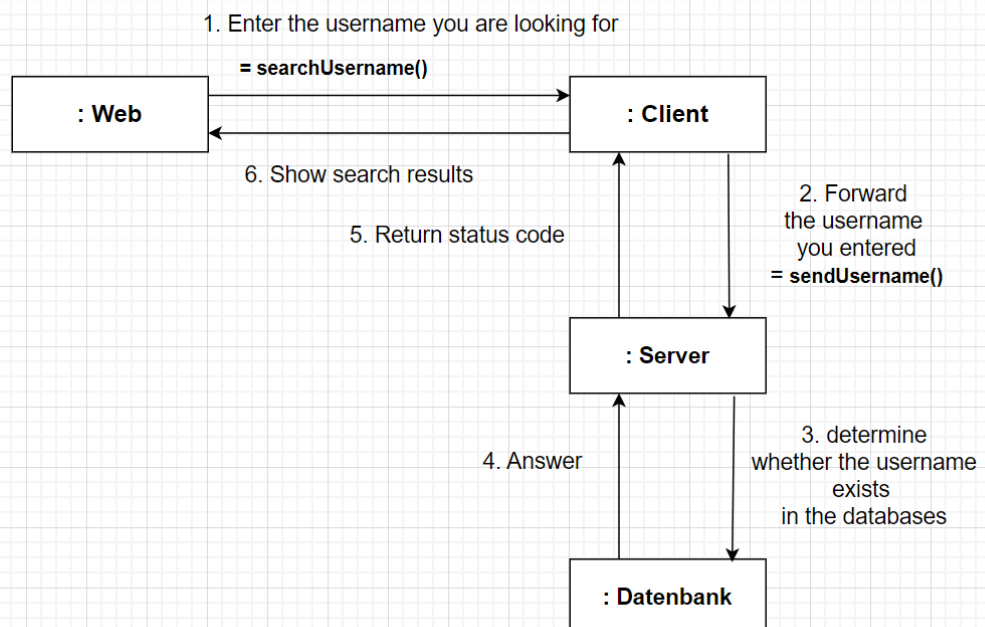 1. Enter the username you are looking for
= searchUsername()
: Web
: Client
6. Show search results
2. Forward
the username
you entered
= sendUsername()
5. Return status code
: Server
3. determine
whether the username
exists
in the databases
4. Answer
: Datenbank